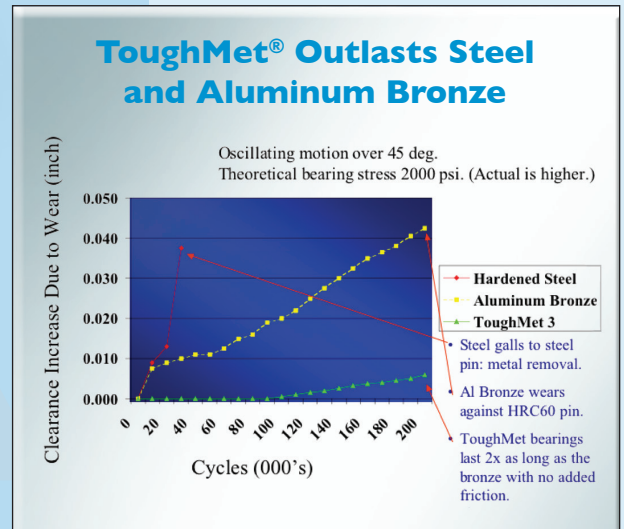 ToughMet® Outlasts Steel
and Aluminum Bronze
Oscillating motion over 45 deg.
Theoretical bearing stress 2000 psi. (Actual is higher.)
Clearance Increase Due to Wear (inch)
0.050
0.040
0.030
0.020
0.010
0.000
0
20
40
60
80
100
120
140
160
180
200
Cycles (000's)
Hardened Steel
Aluminum Bronze
ToughMet 3
• Steel galls to steel
pin: metal removal.
• Al Bronze wears
against HRC60 pin.
• ToughMet bearings
last 2x as long as the
bronze with no added
friction.